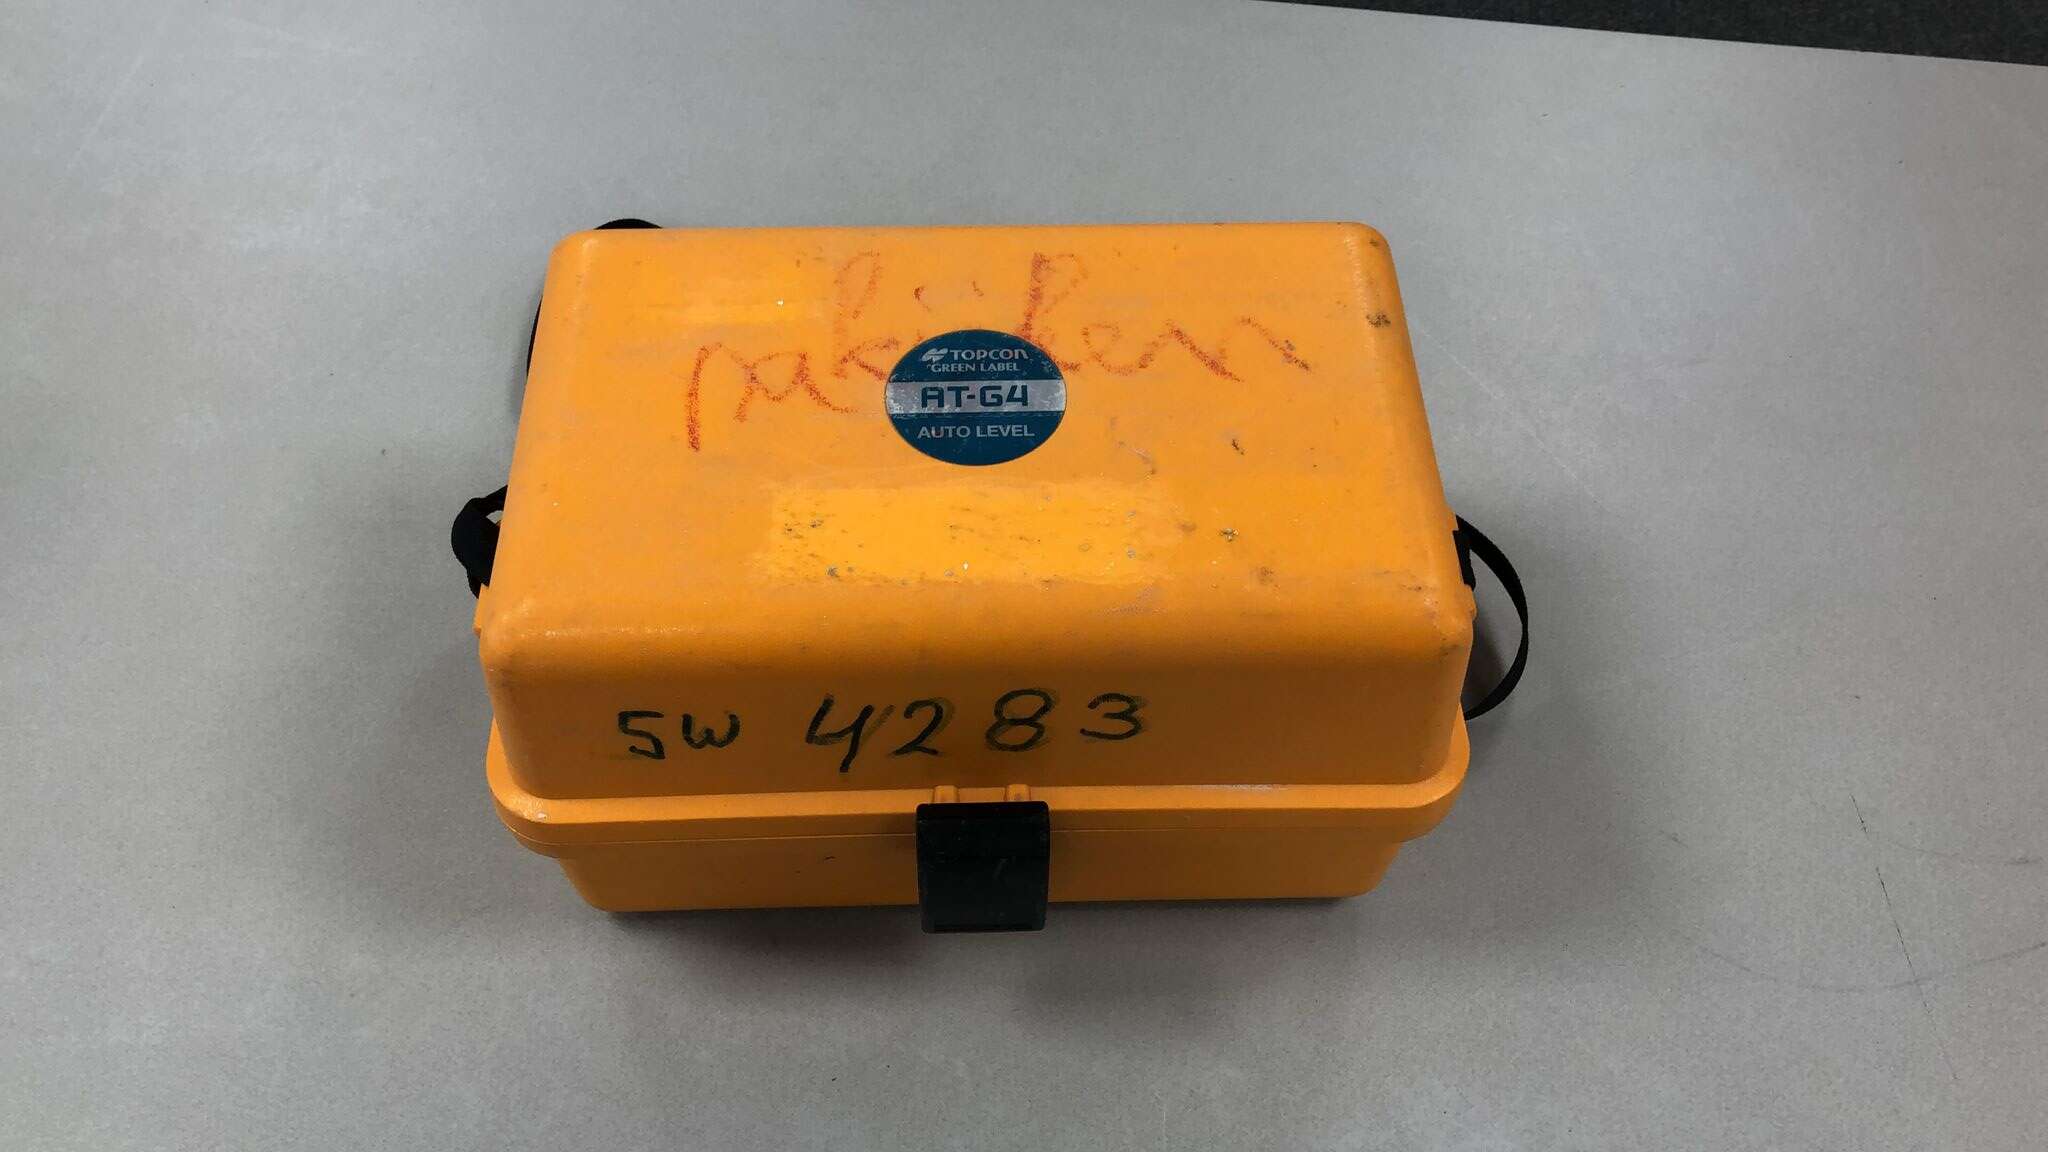 TOPCON
GREEN LABEL
AT-G4
AUTO LEVEL
SW 4283